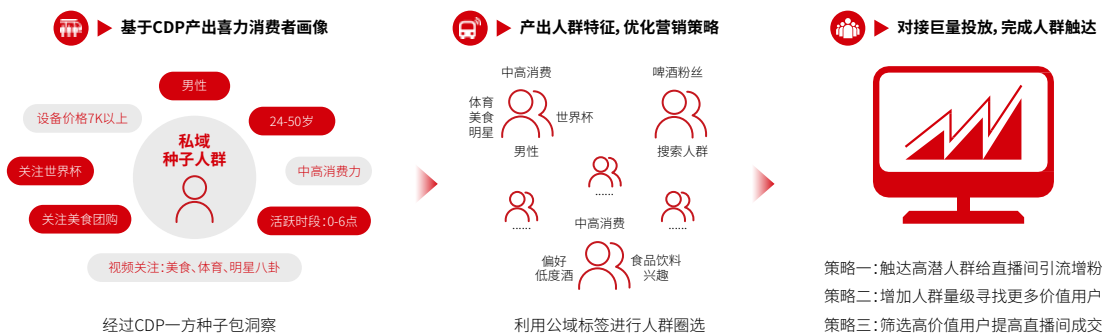 基于CDP产出喜力消费者画像
男性
设备价格7K以上
24-50岁
私域
种子人群
关注世界杯
中高消费力
关注美食团购
活跃时段:0-6点
视频关注:美食、体育、明星八卦
经过CDP一方种子包洞察
产出人群特征,优化营销策略
中高消费
体育
美食
明星
世界杯
男性
啤酒粉丝
搜索人群
......
......
......
中高消费
偏好
低度酒
食品饮料
兴趣
利用公域标签进行人群圈选
对接巨量投放,完成人群触达
策略一:触达高潜人群给直播间引流增粉
策略二:增加人群量级寻找更多价值用户
策略三:筛选高价值用户提高直播间成交